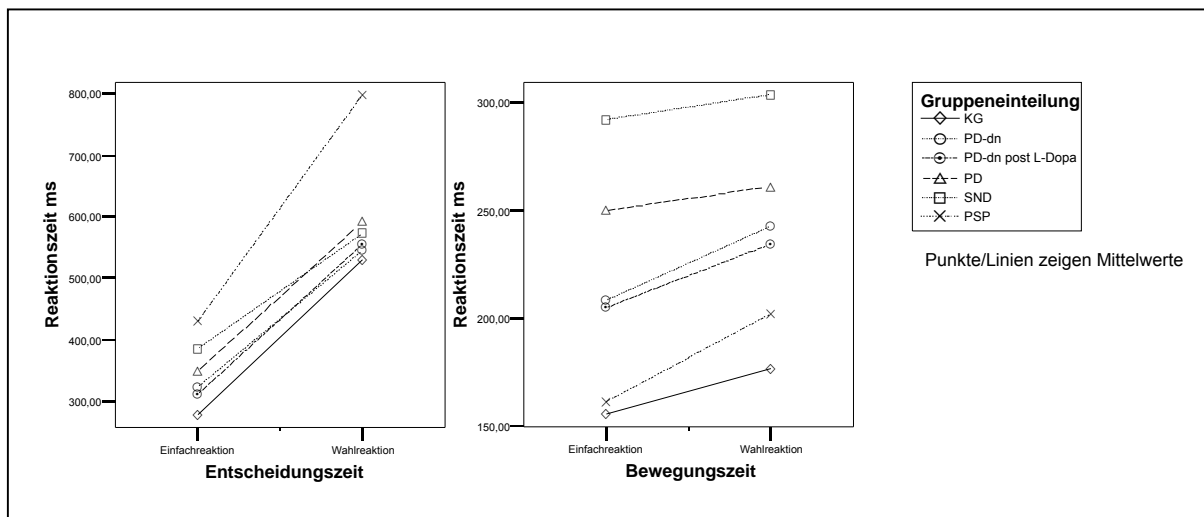 Reaktionszeit ms
800,00
700,00
600,00
500,00
400,00
300,00
Einfachreaktion
Wahlreaktion
Entscheidungszeit
Reaktionszeit ms
300,00
250,00
200,00
150,00
Einfachreaktion
Wahlreaktion
Bewegungszeit
Gruppeneinteilung
KG
PD-dn
PD-dn post L-Dopa
PD
SND
PSP
Punkte/Linien zeigen Mittelwerte